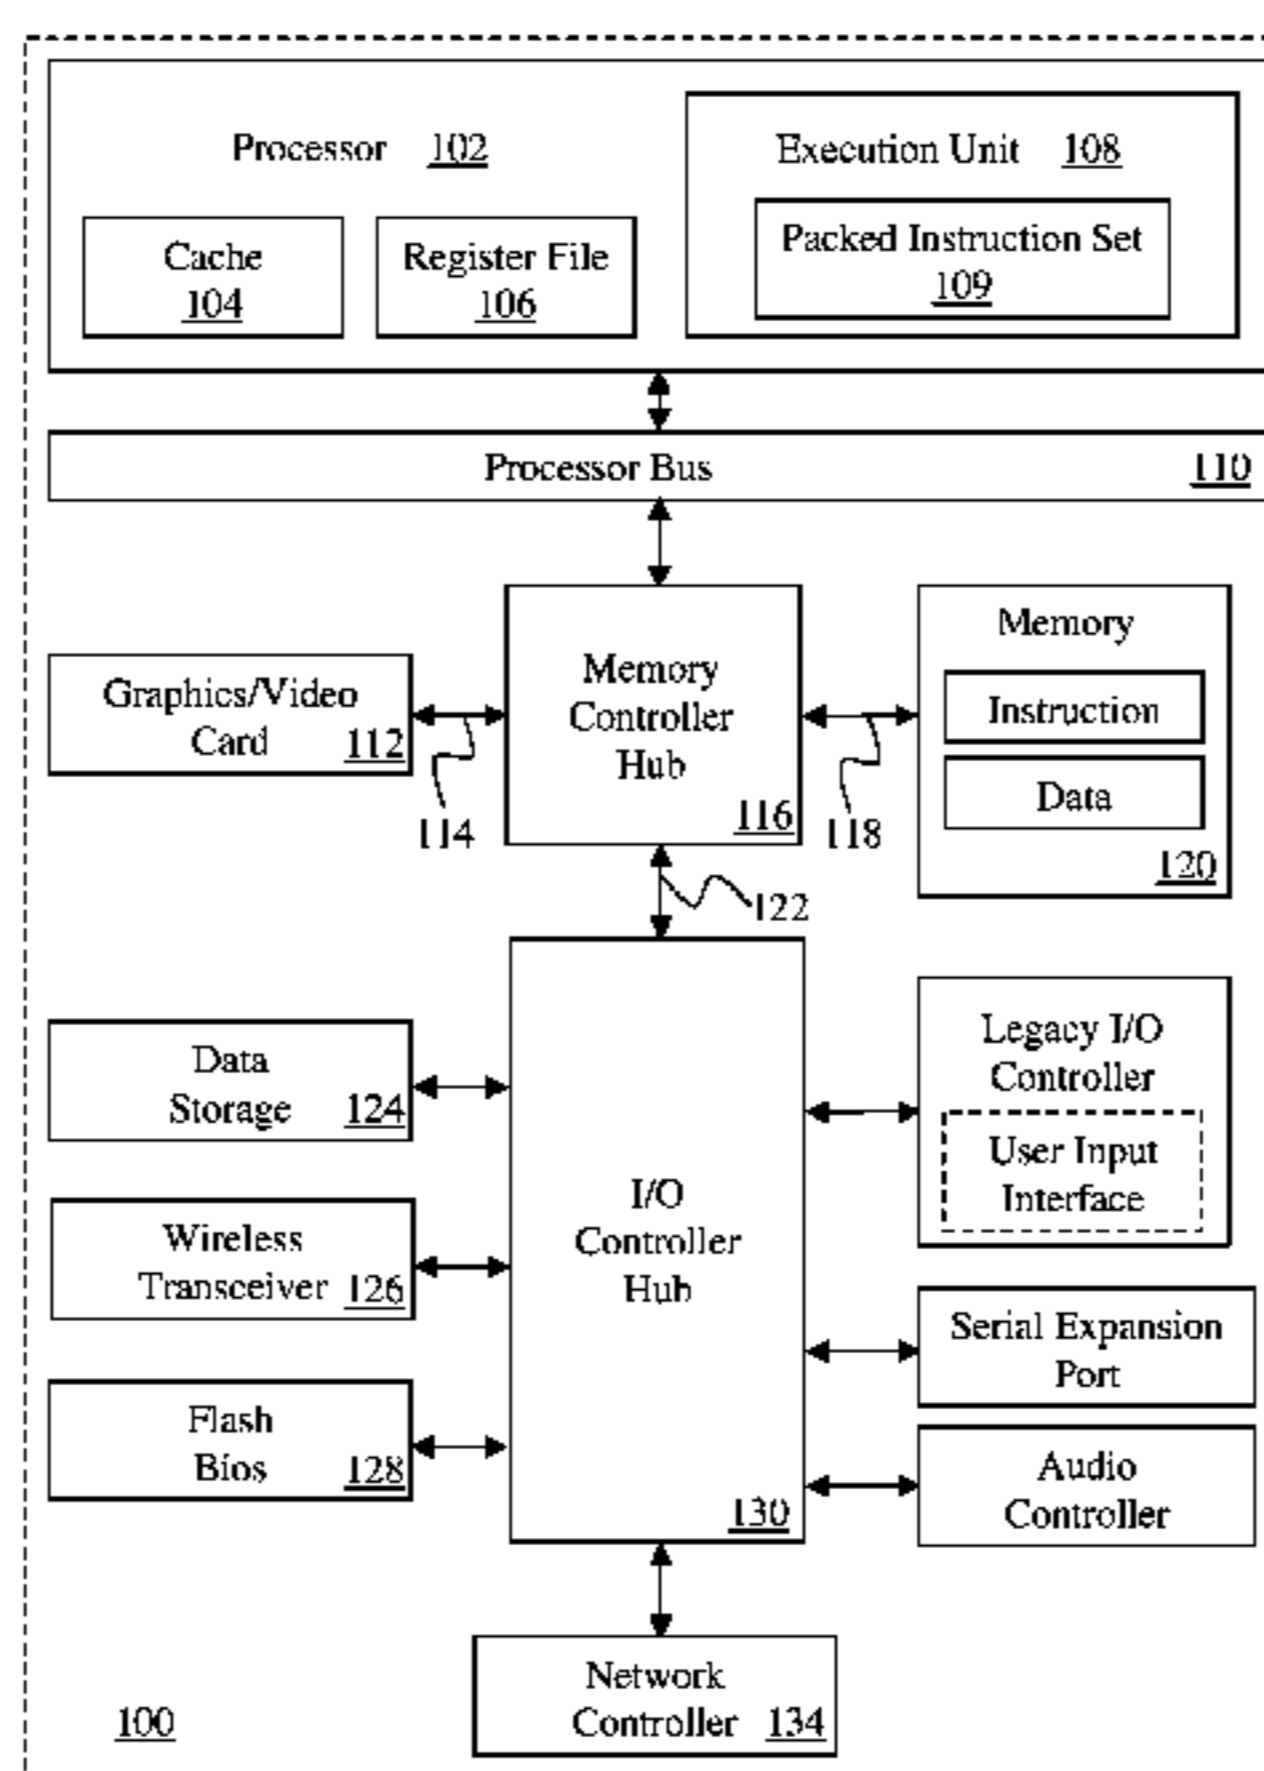 Processor 102
Execution Unit 108
Cache
104
Register File
106
Packed Instruction Set
109
Processor Bus 110
Graphics/Video
Card 112
114
Memory
Controller
Hub
116
118
Memory
Instruction
Data
120
122
Data
Storage 124
Wireless
Transceiver 126
Flash
Bios 128
I/O
Controller
Hub
130
Legacy I/O
Controller
User Input
Interface
Serial Expansion
Port
Audio
Controller
Network
Controller 134
100